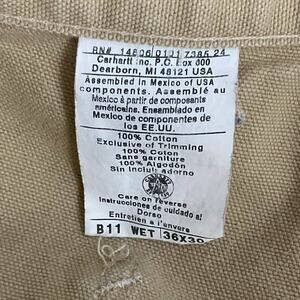 RN# 14806 0101 7385 24
Carhartt Inc. P.C. Box 600
Dearborn, MI 48121 USA
Assembled in Mexico of USA
components. Assemblé au
Mexico à partir de composants
américains. Ensamblado en
Mexico de componentes de
los EE.UU.
100% Cotton
Exclusive of Trimming
100% Coton
Sans garniture
100% Algodón
Sin incluir adorno
Care on reverse
Instrucciones de cuidado al
Dorso
Entretien a l'envers
B11 WET 36X30